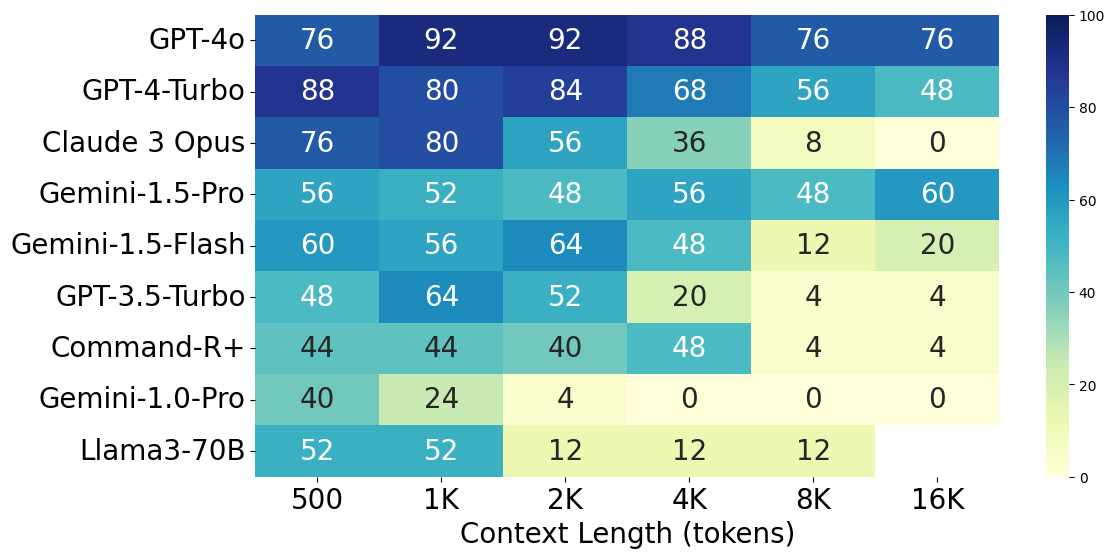 GPT-4o 76 92 92 88 76 76
GPT-4-Turbo 88 80 84 68 56 48
Claude 3 Opus 76 80 56 36 8 0
Gemini-1.5-Pro 56 52 48 56 48 60
Gemini-1.5-Flash 60 56 64 48 12 20
GPT-3.5-Turbo 48 64 52 20 4 4
Command-R+ 44 44 40 48 4 4
Gemini-1.0-Pro 40 24 4 0 0 0
Llama3-70B 52 52 12 12 12
500 1K 2K 4K 8K 16K
Context Length (tokens)
100
80
60
40
20
0